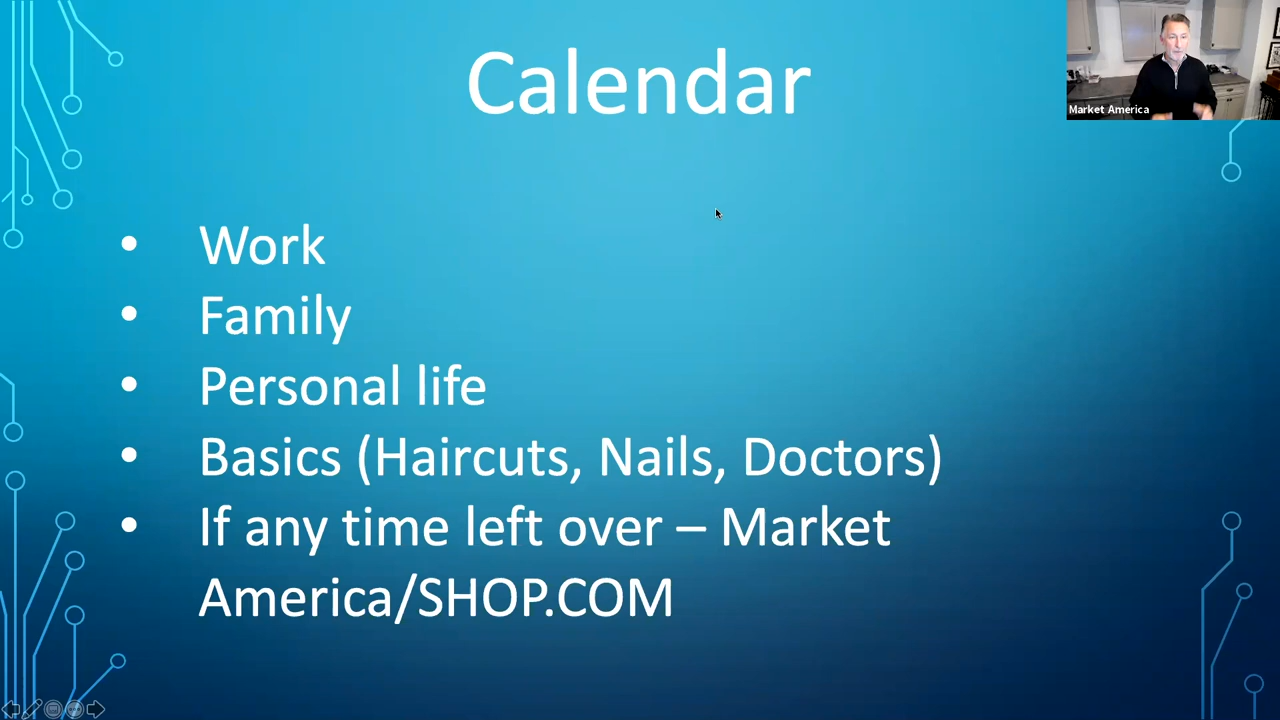 Calendar
Market America
• Work
• Family
• Personal life
• Basics (Haircuts, Nails, Doctors)
• If any time left over – Market
America/SHOP.COM